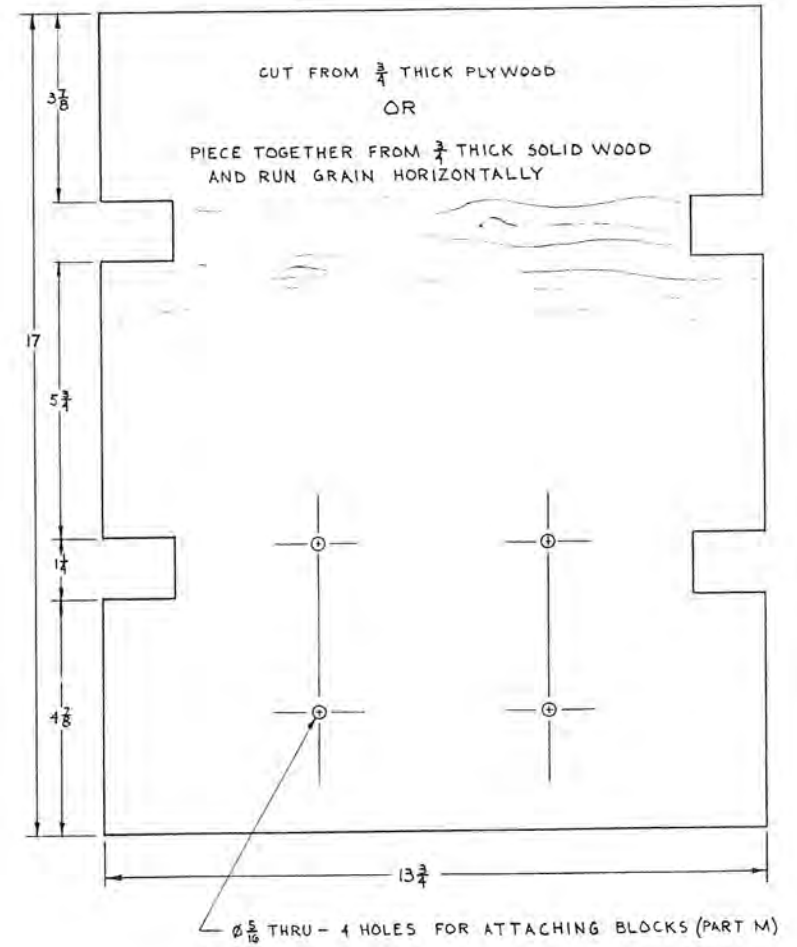 CUT FROM 3/4 THICK PLYWOOD
OR
PIECE TOGETHER FROM 3/4 THICK SOLID WOOD
AND RUN GRAIN HORIZONTALLY
3 7/8
17
5 3/4
1 1/4
4 7/8
13 3/4
Ø 5/16 THRU - 4 HOLES FOR ATTACHING BLOCKS (PART M)